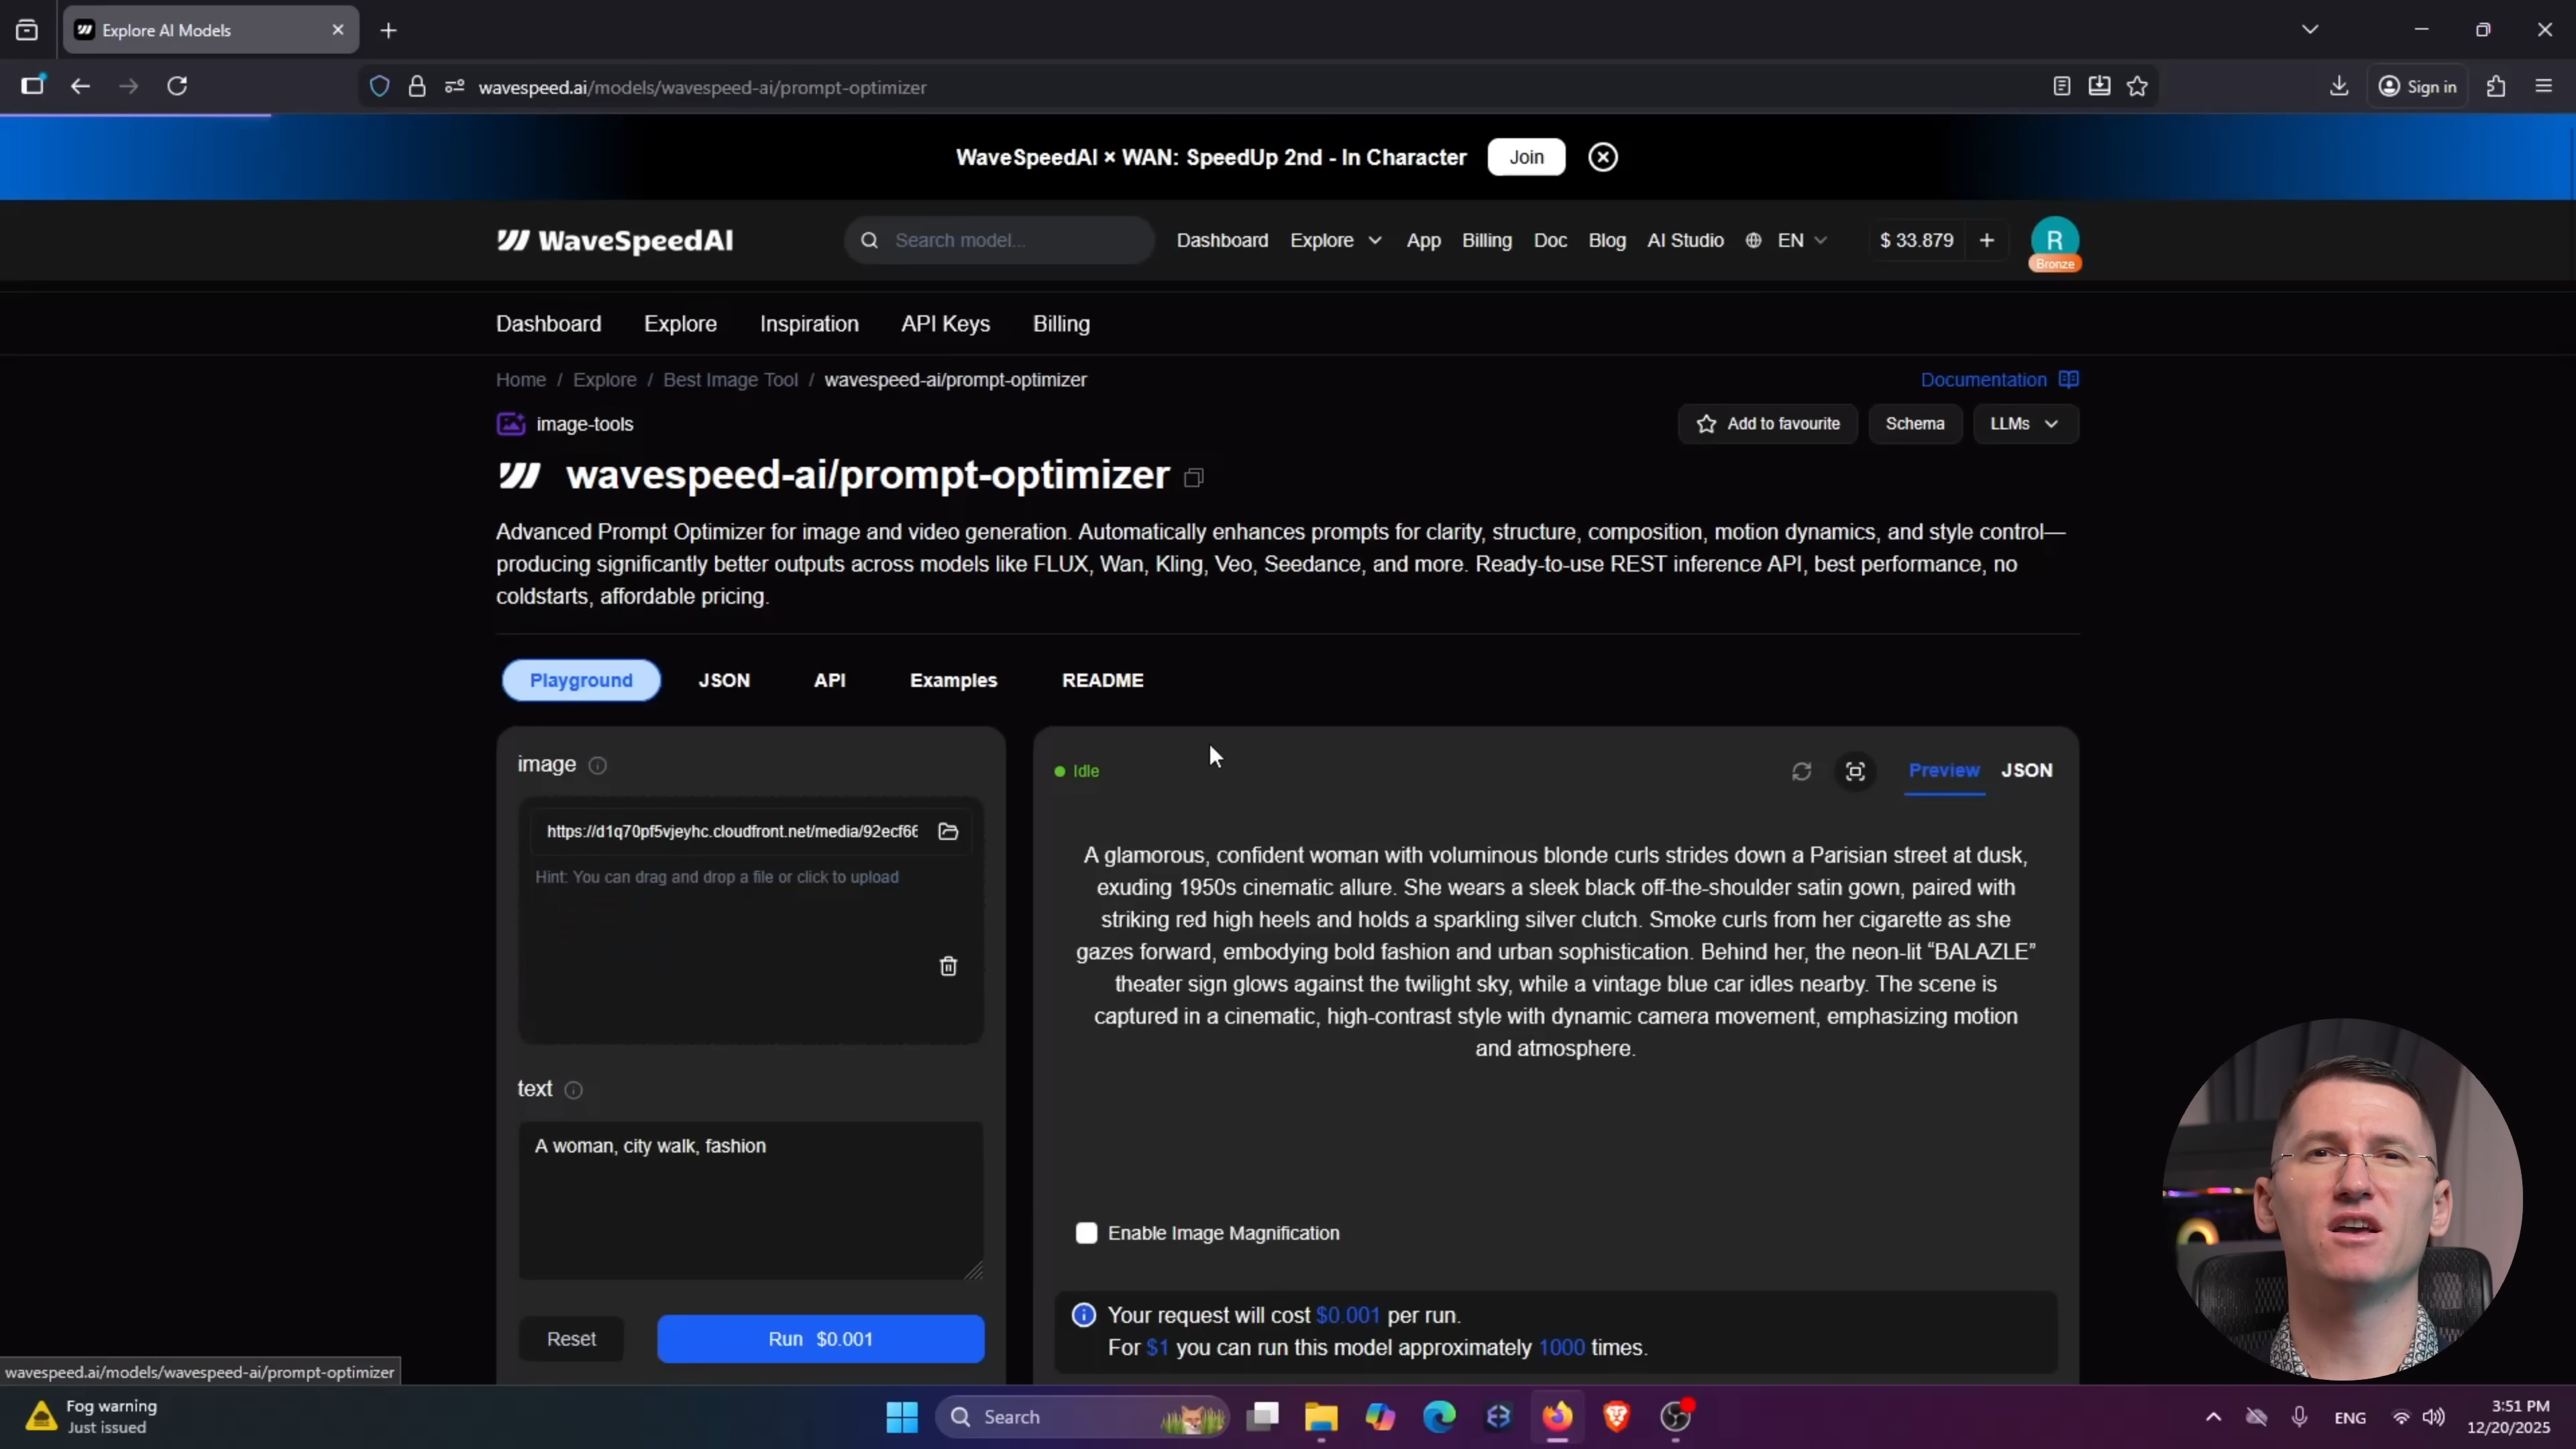 Explore AI Models
wavespeed.ai/models/wavespeed-ai/prompt-optimizer
Sign in
WaveSpeedAI × WAN: SpeedUp 2nd - In Character
Join
WaveSpeedAI
Search model...
Dashboard
Explore
App
Billing
Doc
Blog
AI Studio
EN
$ 33.879
R
Bronze
Dashboard
Explore
Inspiration
API Keys
Billing
Home / Explore / Best Image Tool / wavespeed-ai/prompt-optimizer
Documentation
image-tools
Add to favourite
Schema
LLMs
wavespeed-ai/prompt-optimizer
Advanced Prompt Optimizer for image and video generation. Automatically enhances prompts for clarity, structure, composition, motion dynamics, and style control—
producing significantly better outputs across models like FLUX, Wan, Kling, Veo, Seedance, and more. Ready-to-use REST inference API, best performance, no
coldstarts, affordable pricing.
Playground
JSON
API
Examples
README
image
https://d1q70pf5vjeyhc.cloudfront.net/media/92ecf66
Hint: You can drag and drop a file or click to upload
text
A woman, city walk, fashion
Reset
Run $0.001
Idle
Preview
JSON
A glamorous, confident woman with voluminous blonde curls strides down a Parisian street at dusk,
exuding 1950s cinematic allure. She wears a sleek black off-the-shoulder satin gown, paired with
striking red high heels and holds a sparkling silver clutch. Smoke curls from her cigarette as she
gazes forward, embodying bold fashion and urban sophistication. Behind her, the neon-lit “BALAZLE”
theater sign glows against the twilight sky, while a vintage blue car idles nearby. The scene is
captured in a cinematic, high-contrast style with dynamic camera movement, emphasizing motion
and atmosphere.
Enable Image Magnification
Your request will cost $0.001 per run.
For $1 you can run this model approximately 1000 times.
wavespeed.ai/models/wavespeed-ai/prompt-optimizer
Fog warning
Just issued
Search
ENG
3:51 PM
12/20/2025